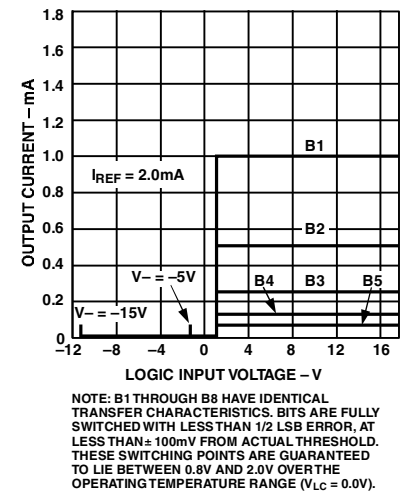 1.8
1.6
1.4
1.2
1.0
0.8
0.6
0.4
0.2
0
OUTPUT CURRENT – mA
IREF = 2.0mA
B1
B2
B4
B3
B5
V– = –5V
V– = –15V
–12
–8
–4
0
4
8
12
16
LOGIC INPUT VOLTAGE – V
NOTE: B1 THROUGH B8 HAVE IDENTICAL
TRANSFER CHARACTERISTICS. BITS ARE FULLY
SWITCHED WITH LESS THAN 1/2 LSB ERROR, AT
LESS THAN ± 100mV FROM ACTUAL THRESHOLD.
THESE SWITCHING POINTS ARE GUARANTEED
TO LIE BETWEEN 0.8V AND 2.0V OVER THE
OPERATING TEMPERATURE RANGE (VLC = 0.0V).